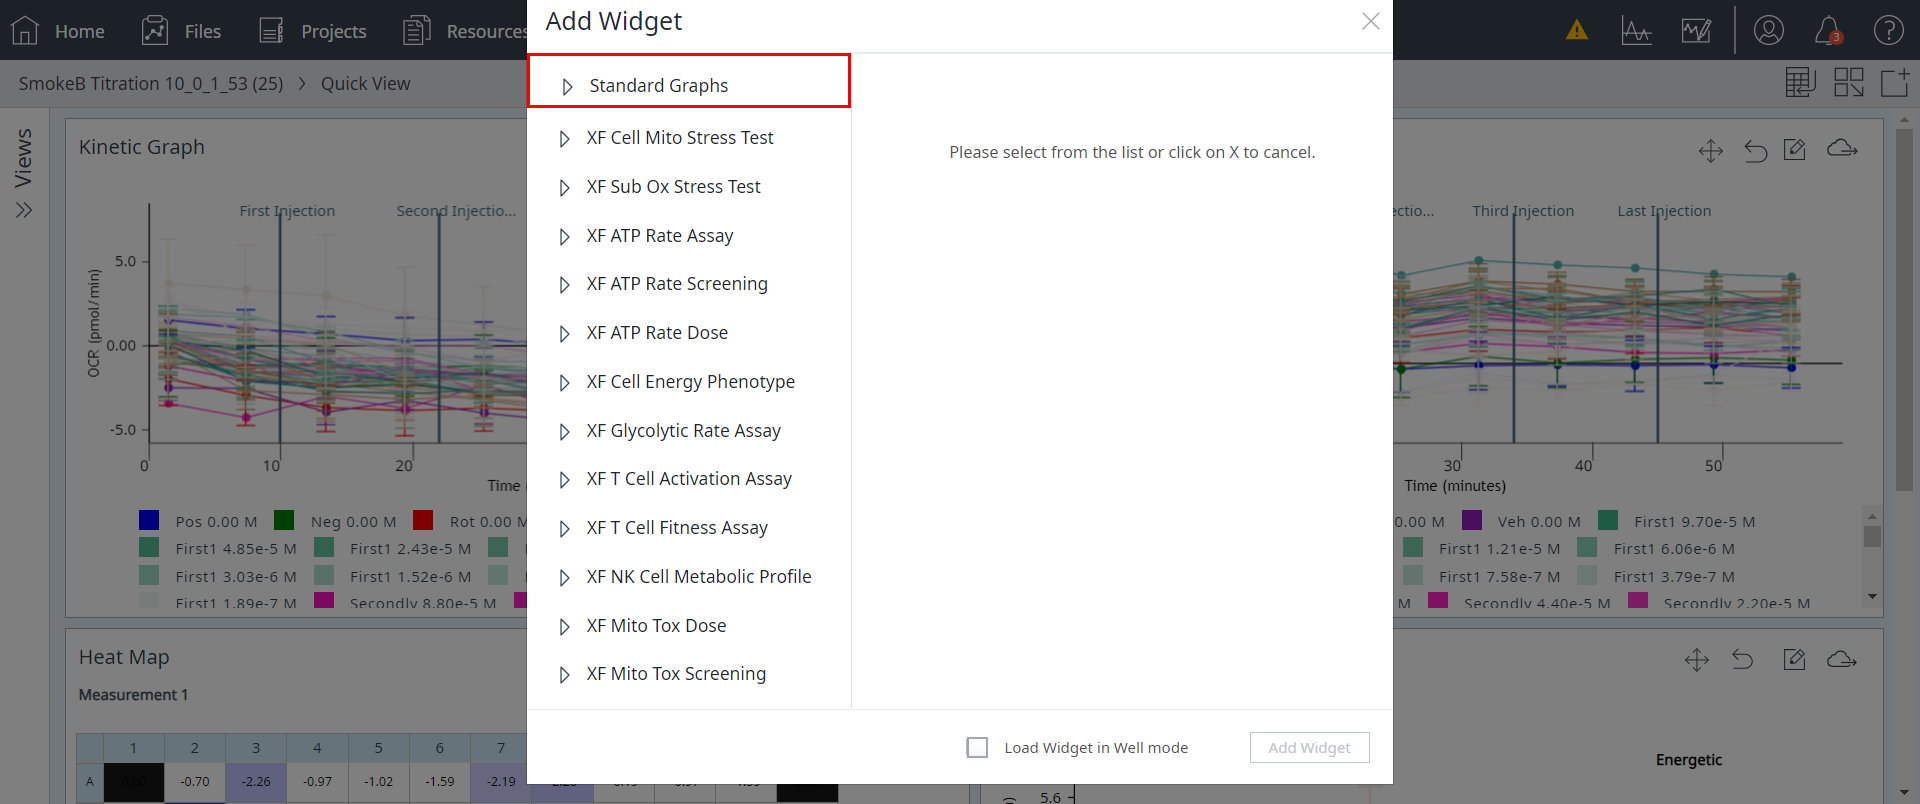 Home Files Projects Resources
Add Widget
3
SmokeB Titration 10_0_1_53 (25) Quick View
Views
Standard Graphs
XF Cell Mito Stress Test
XF Sub Ox Stress Test
XF ATP Rate Assay
XF ATP Rate Screening
XF ATP Rate Dose
XF Cell Energy Phenotype
XF Glycolytic Rate Assay
XF T Cell Activation Assay
XF T Cell Fitness Assay
XF NK Cell Metabolic Profile
XF Mito Tox Dose
XF Mito Tox Screening
Please select from the list or click on X to cancel.
Load Widget in Well mode
Add Widget
Kinetic Graph
First Injection Second Injectio...
OCR (pmol/min)
5.0
0.00
-5.0
0 10 20
Time (
Pos 0.00 M Neg 0.00 M Rot 0.00 M
First1 4.85e-5 M First1 2.43e-5 M
First1 3.03e-6 M First1 1.52e-6 M
First1 1.89e-7 M Secondly 8.80e-5 M
ectio... Third Injection Last Injection
30 40 50
Time (minutes)
0.00 M Veh 0.00 M First1 9.70e-5 M
First1 1.21e-5 M First1 6.06e-6 M
First1 7.58e-7 M First1 3.79e-7 M
M Secondly 4.40e-5 M Secondly 2.20e-5 M
Heat Map
Measurement 1
1 2 3 4 5 6 7
A 0.00 -0.70 -2.26 -0.97 -1.02 -1.59 -2.19
Energetic
5.6